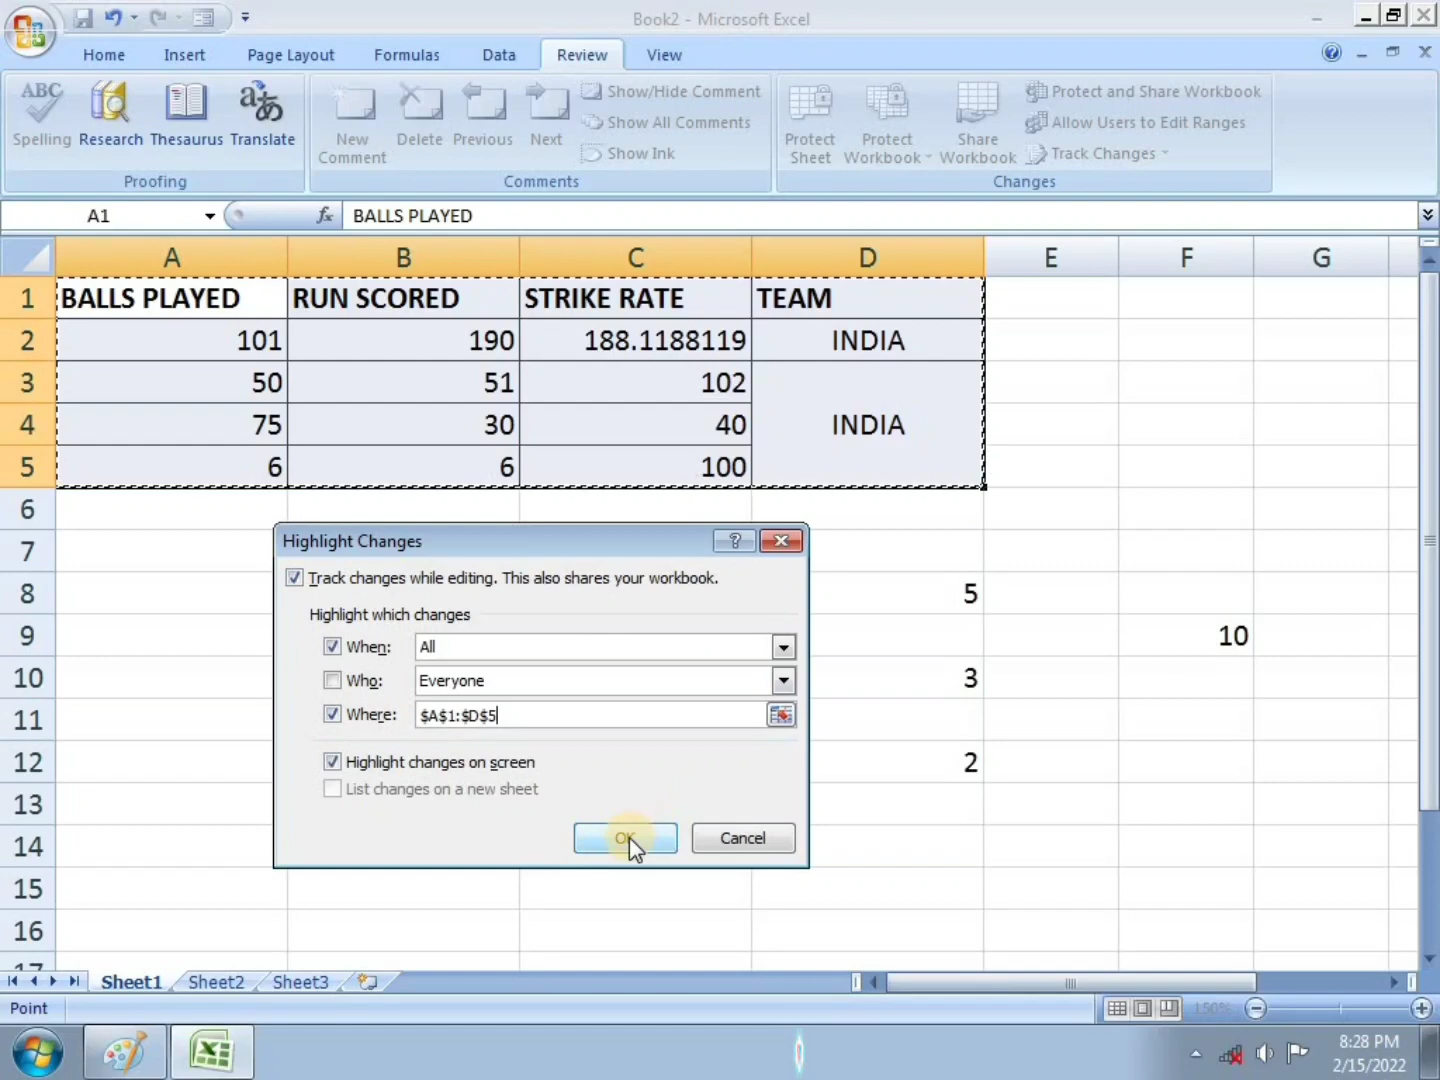 Book2 - Microsoft Excel
Home Insert Page Layout Formulas Data Review View
ABC
Spelling Research Thesaurus Translate
Proofing
New Comment Delete Previous Next
Show/Hide Comment
Show All Comments
Show Ink
Comments
Protect Sheet Protect Workbook Share Workbook
Protect and Share Workbook
Allow Users to Edit Ranges
Track Changes
Changes
A1 fx BALLS PLAYED
A B C D E F G
1 BALLS PLAYED RUN SCORED STRIKE RATE TEAM
2 101 190 188.1188119 INDIA
3 50 51 102
4 75 30 40 INDIA
5 6 6 100
6
7
8 5
9 10
10 3
11
12 2
13
14
15
16
17
Highlight Changes
Track changes while editing. This also shares your workbook.
Highlight which changes
When: All
Who: Everyone
Where: $A$1:$D$5
Highlight changes on screen
List changes on a new sheet
OK Cancel
Sheet1 Sheet2 Sheet3
Point 150%
8:28 PM
2/15/2022